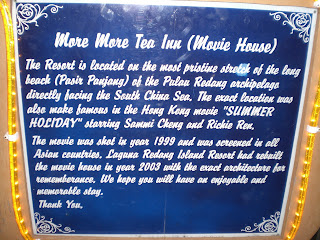 More More Tea Inn (Movie House)
The Resort is located on the most pristine stretch of the long
beach (Pasir Panjang) of the Pulau Redang archipelago
directly facing the South China Sea. The exact location was
also make famous in the Hong Kong movie "SUMMER
HOLIDAY" starring Sammi Cheng and Richie Ren.
The movie was shot in year 1999 and was screened in all
Asian countries. Laguna Redang Island Resort had rebuilt
the movie house in year 2003 with the exact architecture for
rememberance. We hope you will have an enjoyable and
memorable stay.
Thank You.